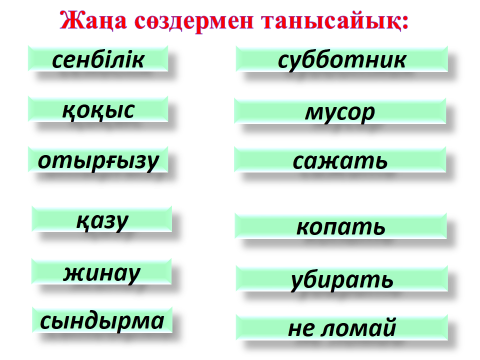 Жаңа сөздермен танысайық:
сенбілік субботник
қоқыс мусор
отырғызу сажать
қазу копать
жинау убирать
сындырма не ломай